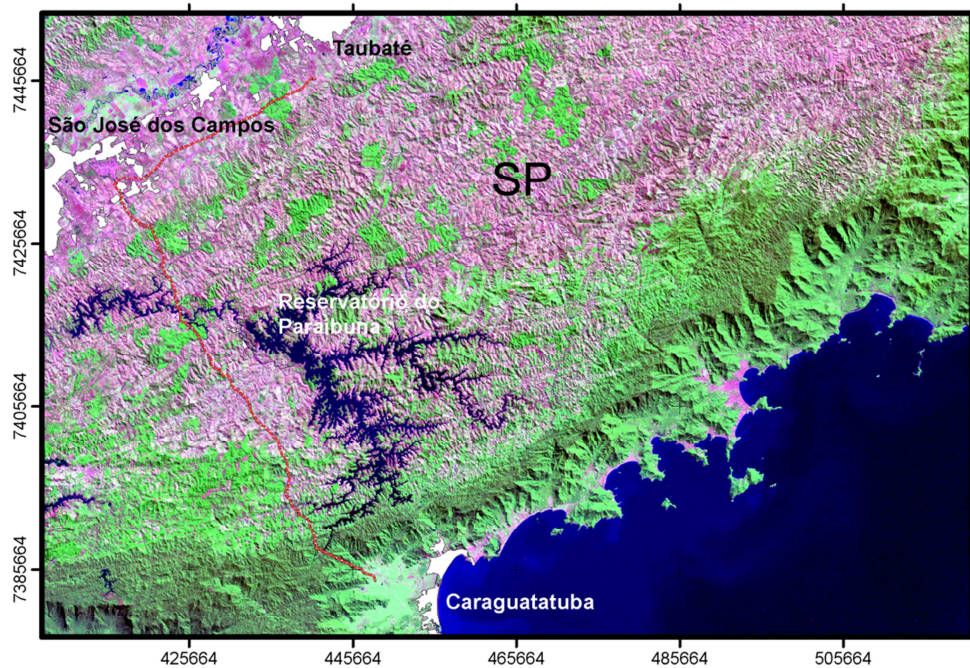 Taubaté
São José dos Campos
SP
Reservatório do
Paraibuna
Caraguatatuba
7445664
7425664
7405664
7385664
425664
445664
465664
485664
505664